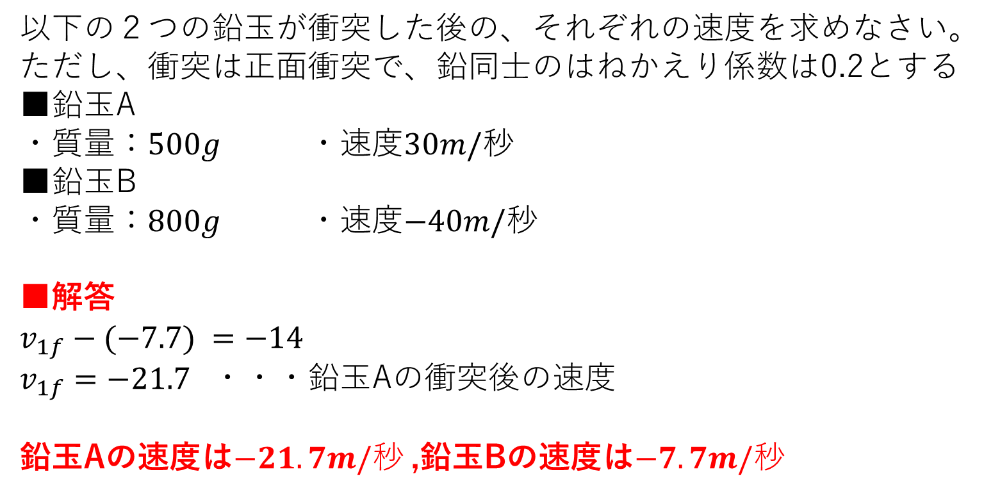 以下の２つの鉛玉が衝突した後の、それぞれの速度を求めなさい。
ただし、衝突は正面衝突で、鉛同士のはねかえり係数は0.2とする
■鉛玉A
・質量：500g ・速度30m/秒
■鉛玉B
・質量：800g ・速度−40m/秒
■解答
v₁f − (−7.7) = −14
v₁f = −21.7 ・・・鉛玉Aの衝突後の速度
鉛玉Aの速度は−21.7m/秒 ,鉛玉Bの速度は−7.7m/秒